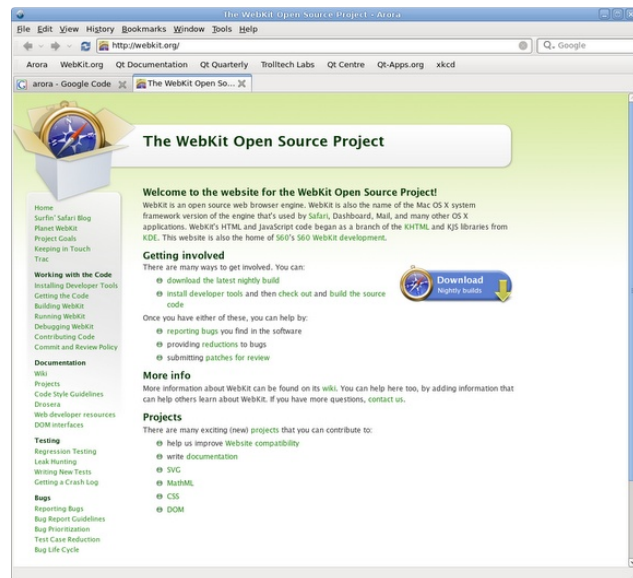 The WebKit Open Source Project - Arora
File Edit View History Bookmarks Window Tools Help
http://webkit.org/
Google
Arora WebKit.org Qt Documentation Qt Quarterly Trolltech Labs Qt Centre Qt-Apps.org xkcd
arora - Google Code
The WebKit Open So...
The WebKit Open Source Project
Home
Surfin' Safari Blog
Planet WebKit
Project Goals
Keeping in Touch
Trac
Working with the Code
Installing Developer Tools
Getting the Code
Building WebKit
Running WebKit
Debugging WebKit
Contributing Code
Commit and Review Policy
Documentation
Wiki
Projects
Code Style Guidelines
Drosera
Web developer resources
DOM interfaces
Testing
Regression Testing
Leak Hunting
Writing New Tests
Getting a Crash Log
Bugs
Reporting Bugs
Bug Report Guidelines
Bug Prioritization
Test Case Reduction
Bug Life Cycle
Welcome to the website for the WebKit Open Source Project!
WebKit is an open source web browser engine. WebKit is also the name of the Mac OS X system
framework version of the engine that's used by Safari, Dashboard, Mail, and many other OS X
applications. WebKit's HTML and JavaScript code began as a branch of the KHTML and KJS libraries from
KDE. This website is also the home of S60's S60 WebKit development.
Getting involved
There are many ways to get involved. You can:
download the latest nightly build
install developer tools and then check out and build the source
code
Once you have either of these, you can help by:
reporting bugs you find in the software
providing reductions to bugs
submitting patches for review
Download
Nightly builds
More info
More information about WebKit can be found on its wiki. You can help here too, by adding information that
can help others learn about WebKit. If you have more questions, contact us.
Projects
There are many exciting (new) projects that you can contribute to:
help us improve Website compatibility
write documentation
SVG
MathML
CSS
DOM